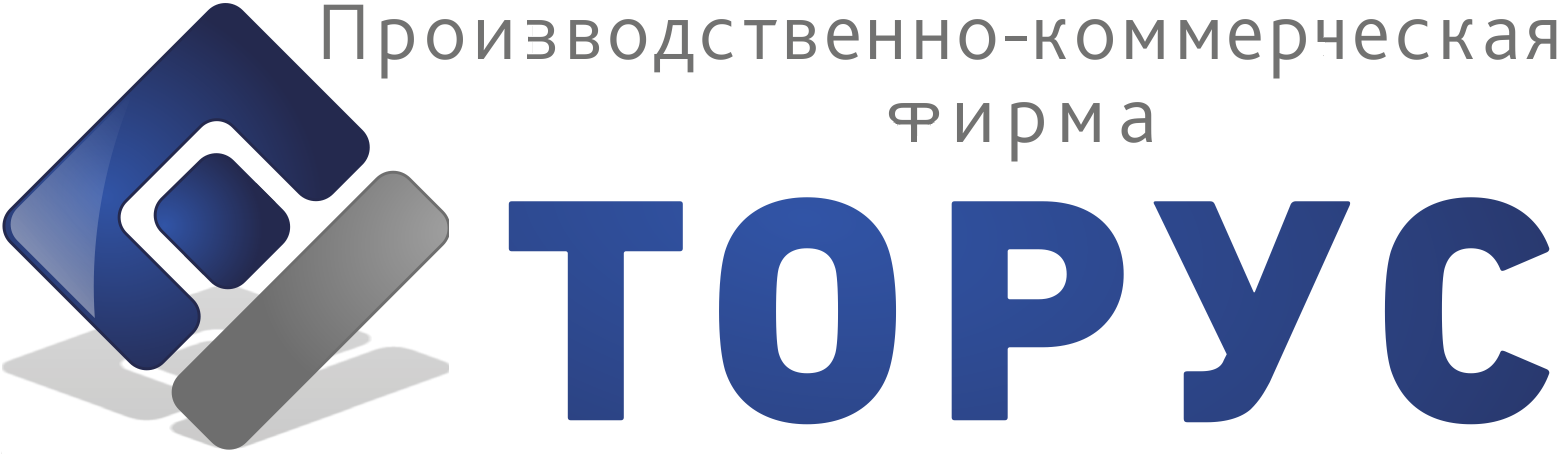 Производственно-коммерческая
фирма
ТОРУС